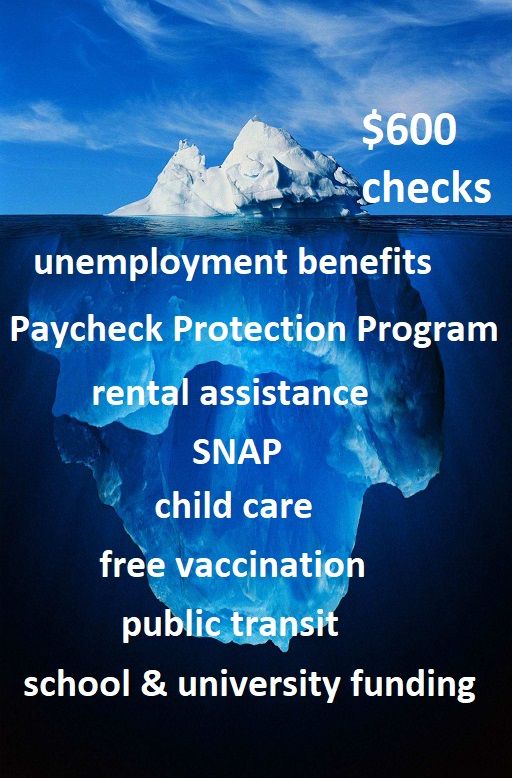 $600
checks
unemployment benefits
Paycheck Protection Program
rental assistance
SNAP
child care
free vaccination
public transit
school & university funding